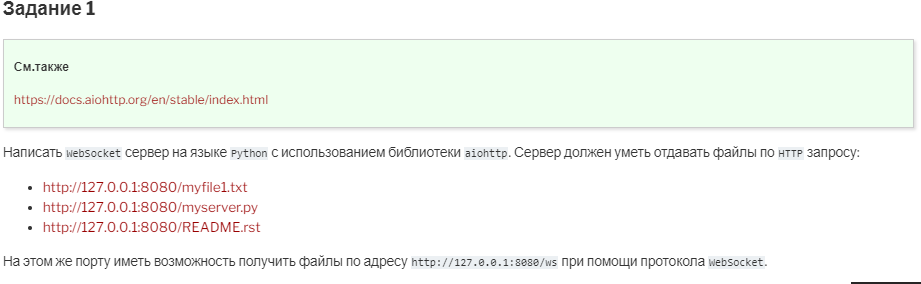 Задание 1
См.также
https://docs.aiohttp.org/en/stable/index.html
Написать WebSocket сервер на языке Python с использованием библиотеки aiohttp. Сервер должен уметь отдавать файлы по HTTP запросу:
• http://127.0.0.1:8080/myfile1.txt
• http://127.0.0.1:8080/myserver.py
• http://127.0.0.1:8080/README.rst
На этом же порту иметь возможность получить файлы по адресу http://127.0.0.1:8080/ws при помощи протокола WebSocket.